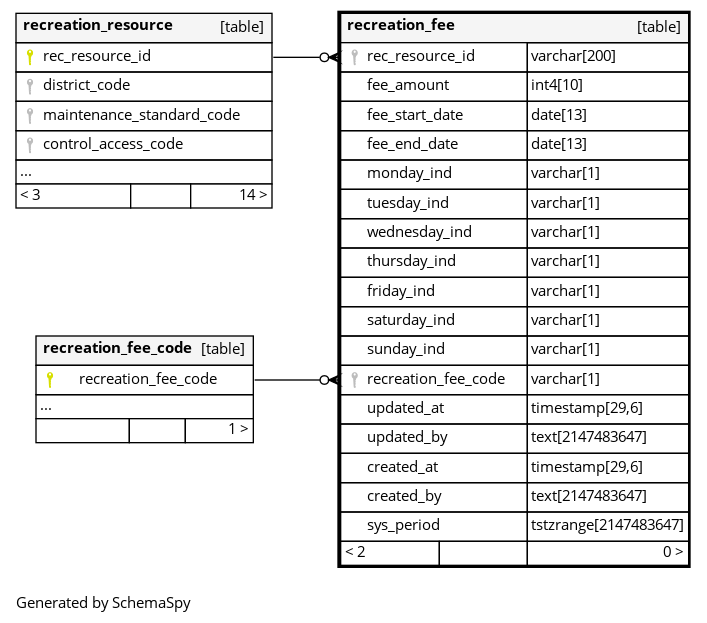 recreation_resource [table]
rec_resource_id
district_code
maintenance_standard_code
control_access_code
...
< 3 14 >
recreation_fee_code [table]
recreation_fee_code
...
1 >
recreation_fee [table]
rec_resource_id varchar[200]
fee_amount int4[10]
fee_start_date date[13]
fee_end_date date[13]
monday_ind varchar[1]
tuesday_ind varchar[1]
wednesday_ind varchar[1]
thursday_ind varchar[1]
friday_ind varchar[1]
saturday_ind varchar[1]
sunday_ind varchar[1]
recreation_fee_code varchar[1]
updated_at timestamp[29,6]
updated_by text[2147483647]
created_at timestamp[29,6]
created_by text[2147483647]
sys_period tstzrange[2147483647]
< 2 0 >
Generated by SchemaSpy